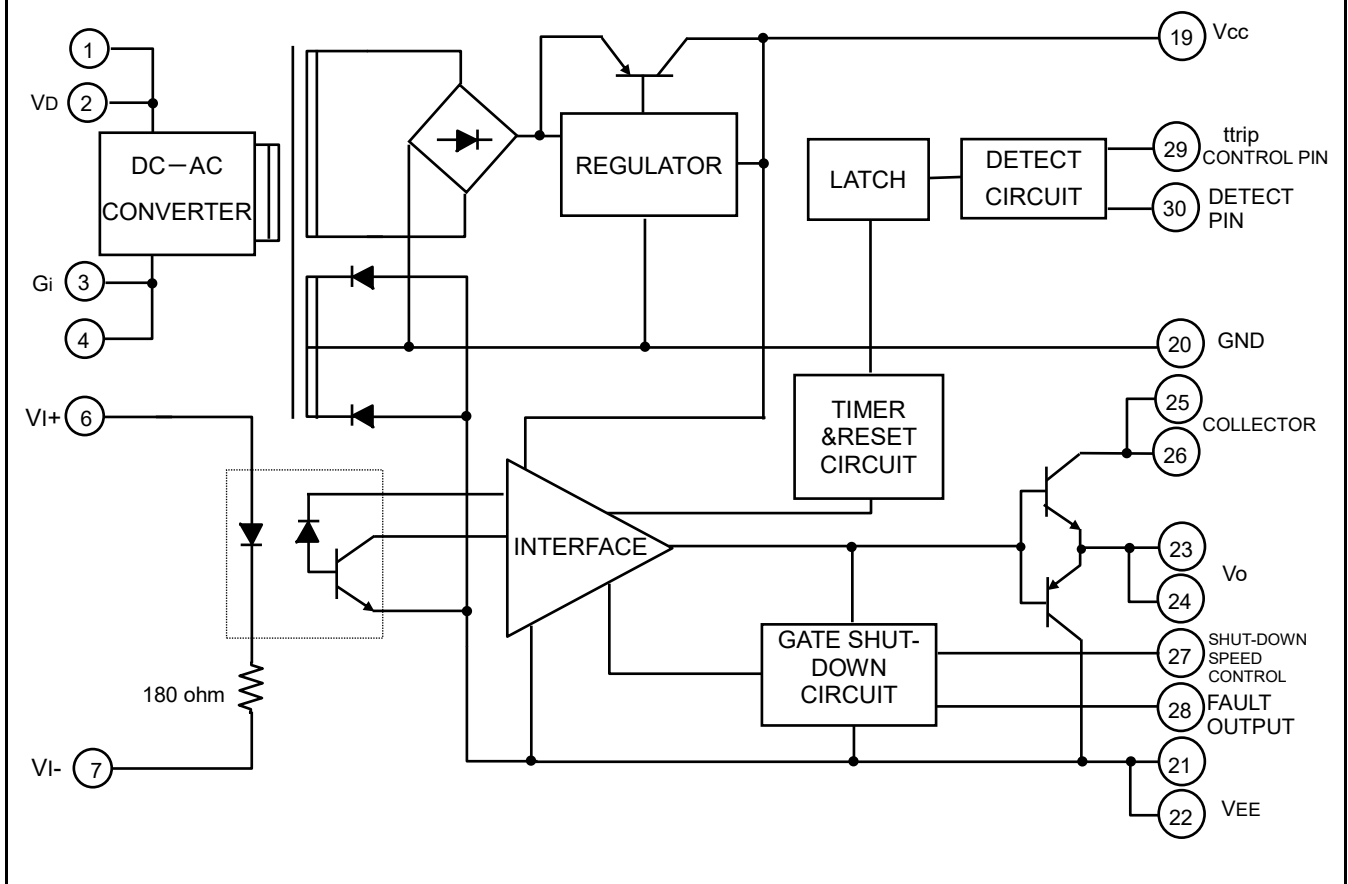 1
VD 2
DC－AC
CONVERTER
Gi 3
4
VI+ 6
180 ohm
VI- 7
REGULATOR
LATCH
DETECT
CIRCUIT
TIMER
&RESET
CIRCUIT
INTERFACE
GATE SHUT-
DOWN
CIRCUIT
19 Vcc
29 ttrip
CONTROL PIN
30 DETECT
PIN
20 GND
25
COLLECTOR
26
23
Vo
24
27 SHUT-DOWN
SPEED
CONTROL
28 FAULT
OUTPUT
21
22 VEE